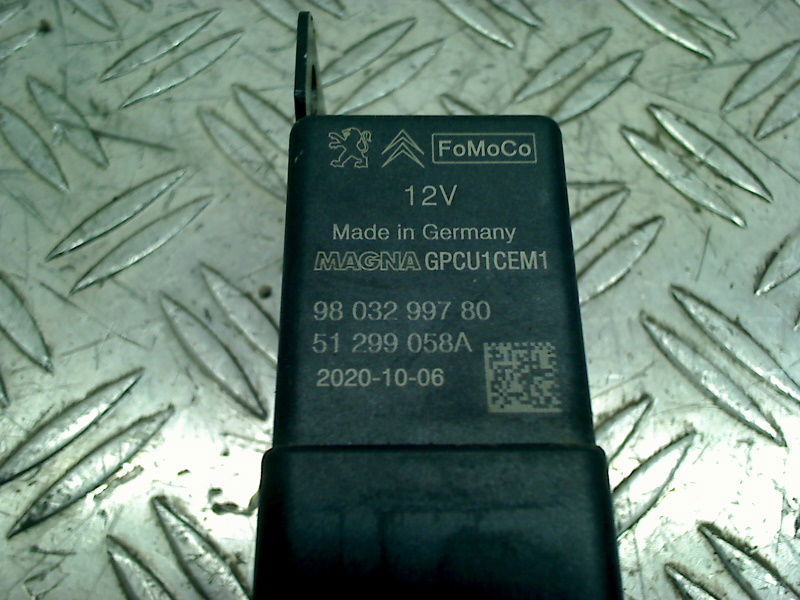 FoMoCo
12V
Made in Germany
MAGNA GPCU1CEM1
98 032 997 80
51 299 058A
2020-10-06